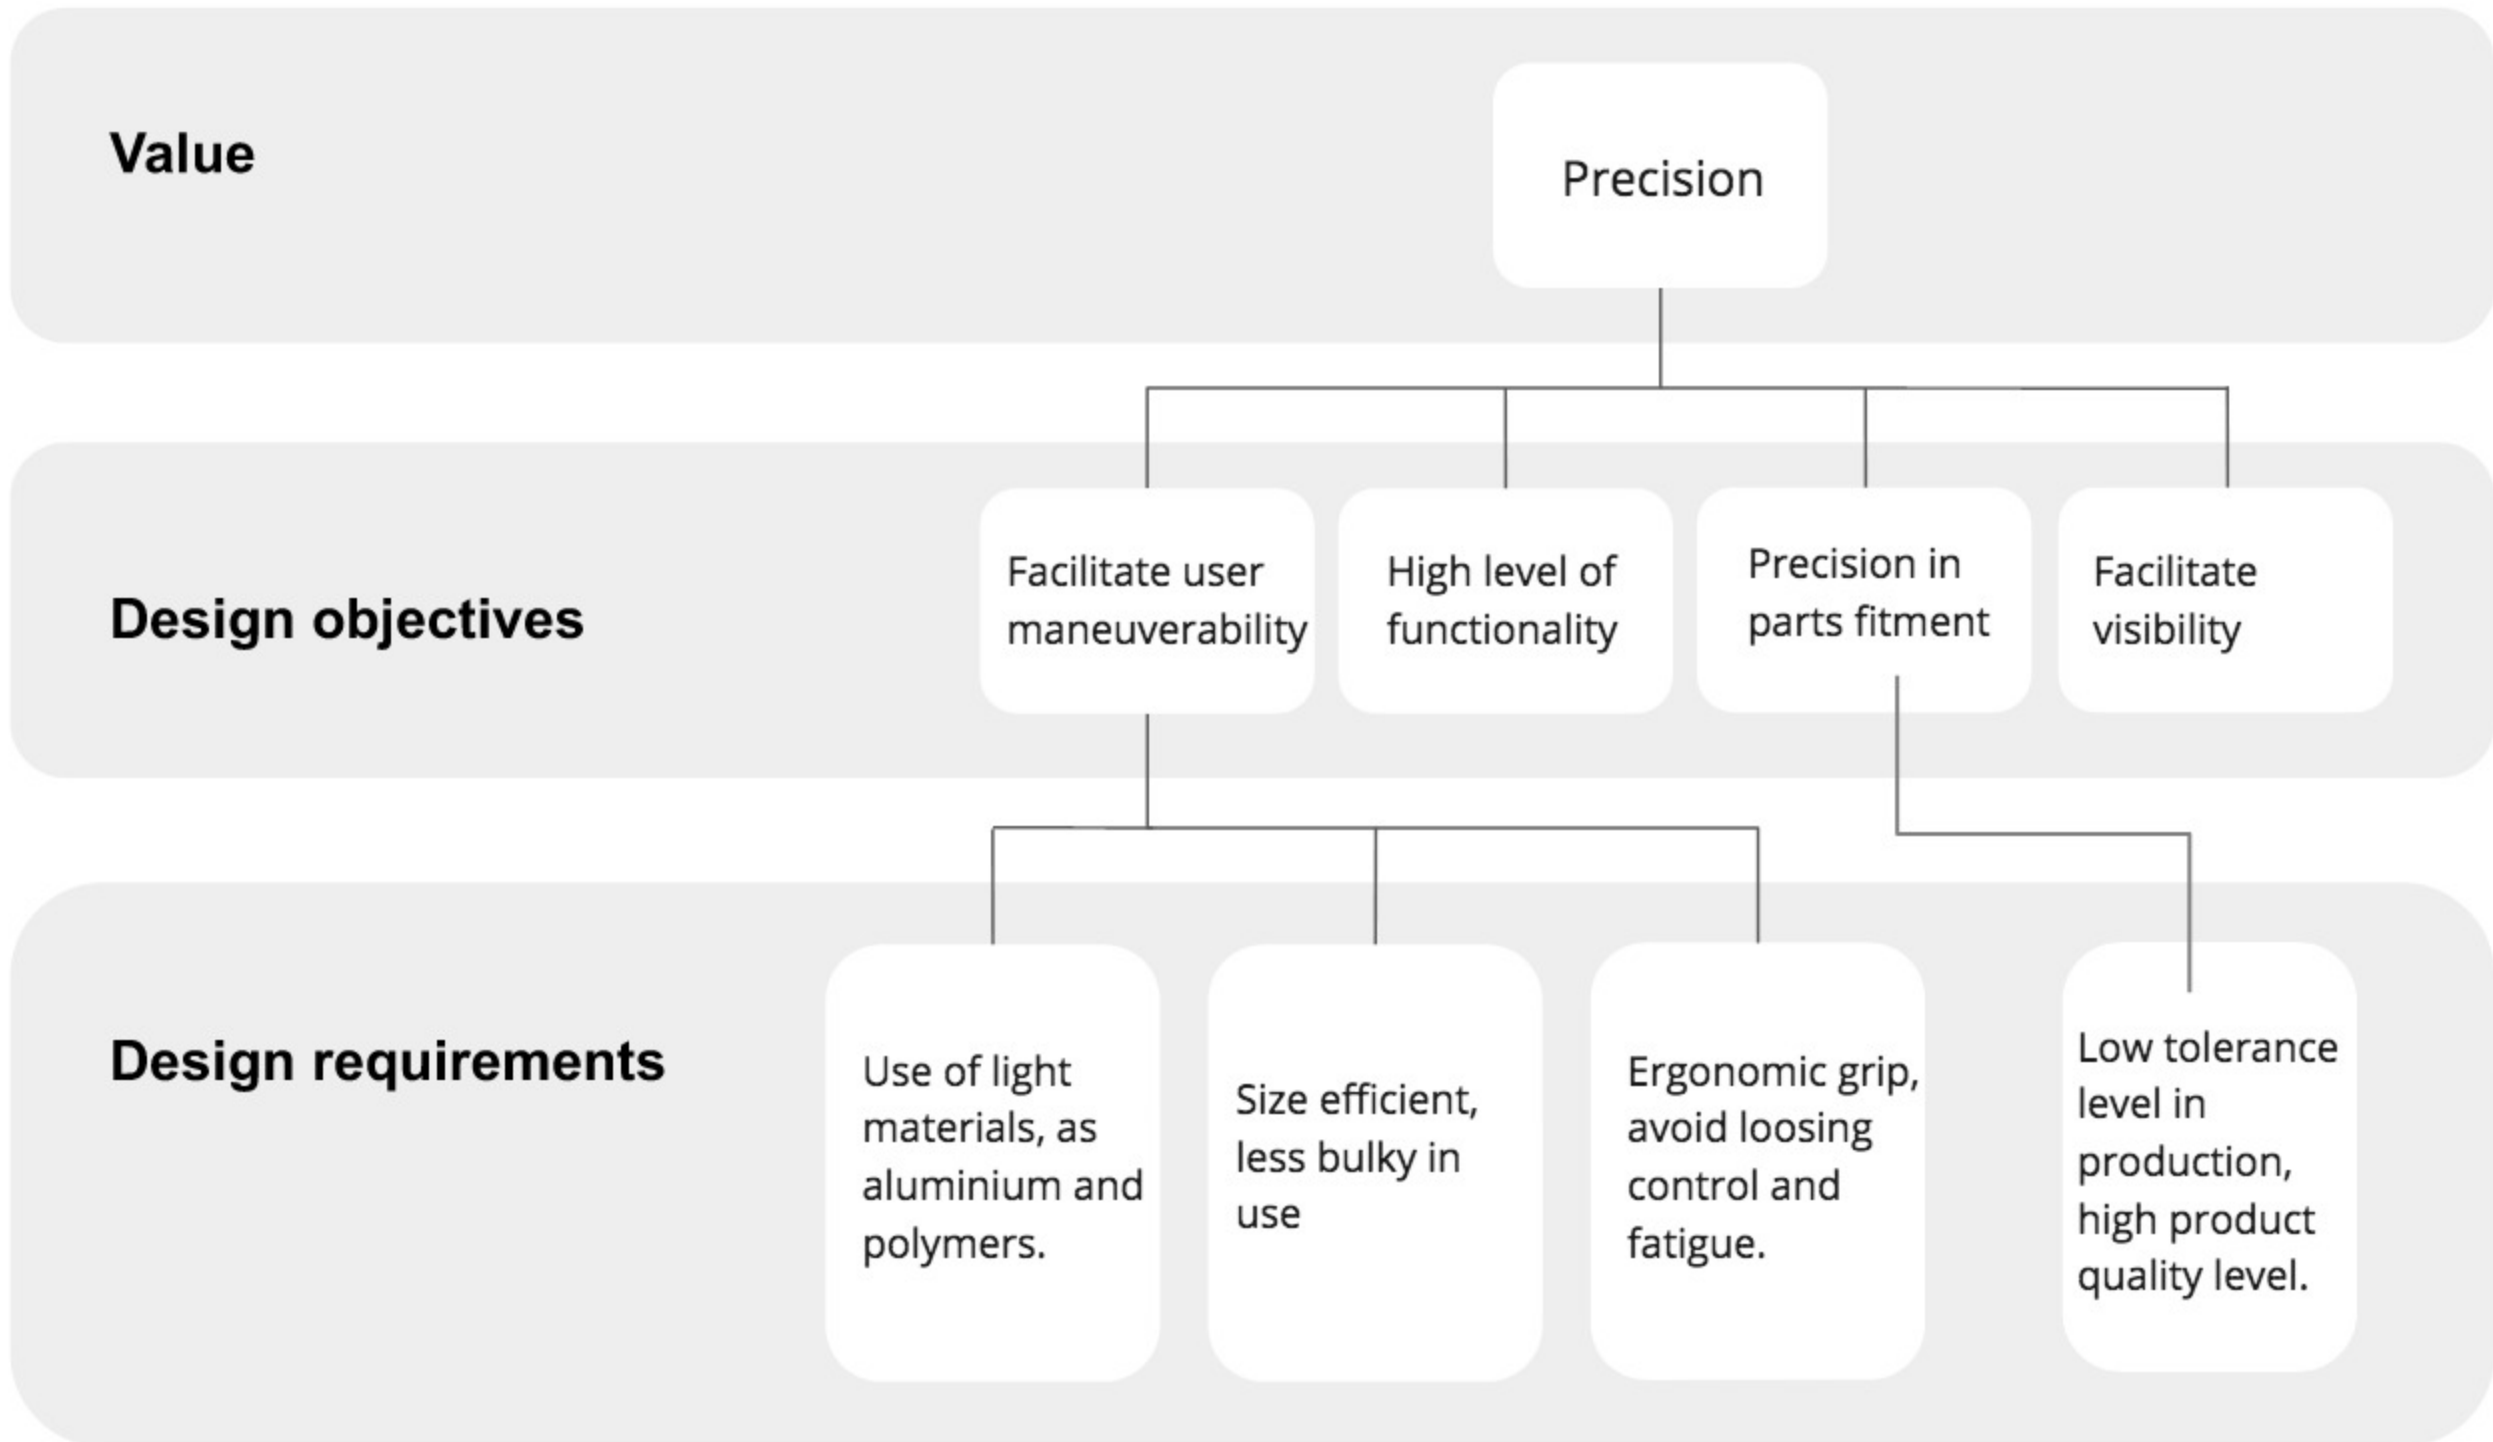 Value
Precision
Design objectives
Facilitate user
maneuverability
High level of
functionality
Precision in
parts fitment
Facilitate
visibility
Design requirements
Use of light
materials, as
aluminium and
polymers.
Size efficient,
less bulky in
use
Ergonomic grip,
avoid loosing
control and
fatigue.
Low tolerance
level in
production,
high product
quality level.